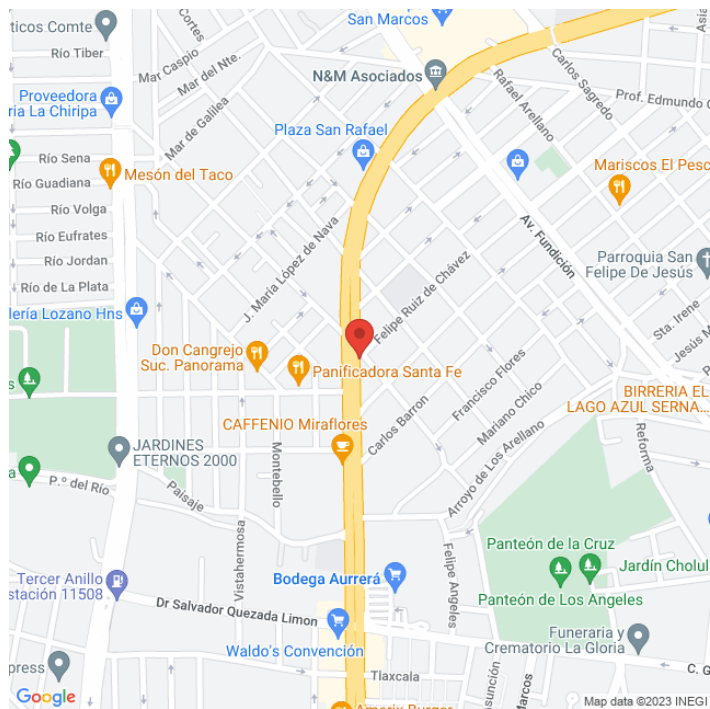 San Marcos
ticos Comte
Río Tiber
Mar Caspio
Mar del Nte.
N&M Asociados
Carlos Sagredo
Rafael Arellano
Prof. Edmundo
Proveedora
ria La Chiripa
Mar de Galilea
Plaza San Rafael
Río Sena
Mesón del Taco
Río Guadiana
Mariscos El Peso
Río Volga
J. María López de Nava
Av. Fundición
Río Eufrates
Río Jordan
Parroquia San
Felipe De Jesús
Río de La Plata
Felipe Ruiz de Chávez
lería Lozano Hns
Sta. Irene
Jesús M
Don Cangrejo
Suc. Panorama
Panificadora Santa Fe
Francisco Flores
Mariano Chico
BIRRERIA EL
LAGO AZUL SERNA...
CAFFENIO Miraflores
Carlos Barron
Reforma
JARDINES
ETERNOS 2000
Montebello
Arroyo de Los Arellano
P.º del Río
Paisaje
Vistahermosa
Felipe Angeles
Panteón de la Cruz
Jardín Cholul
Panteón de Los Angeles
Tercer Anillo
stación 11508
Bodega Aurrerá
Dr Salvador Quezada Limon
Waldo's Convención
Funeraria y
Crematorio La Gloria
Tlaxcala
C. G
xpress
Asunción
Marcos
Google
Map data ©2023 INEGI